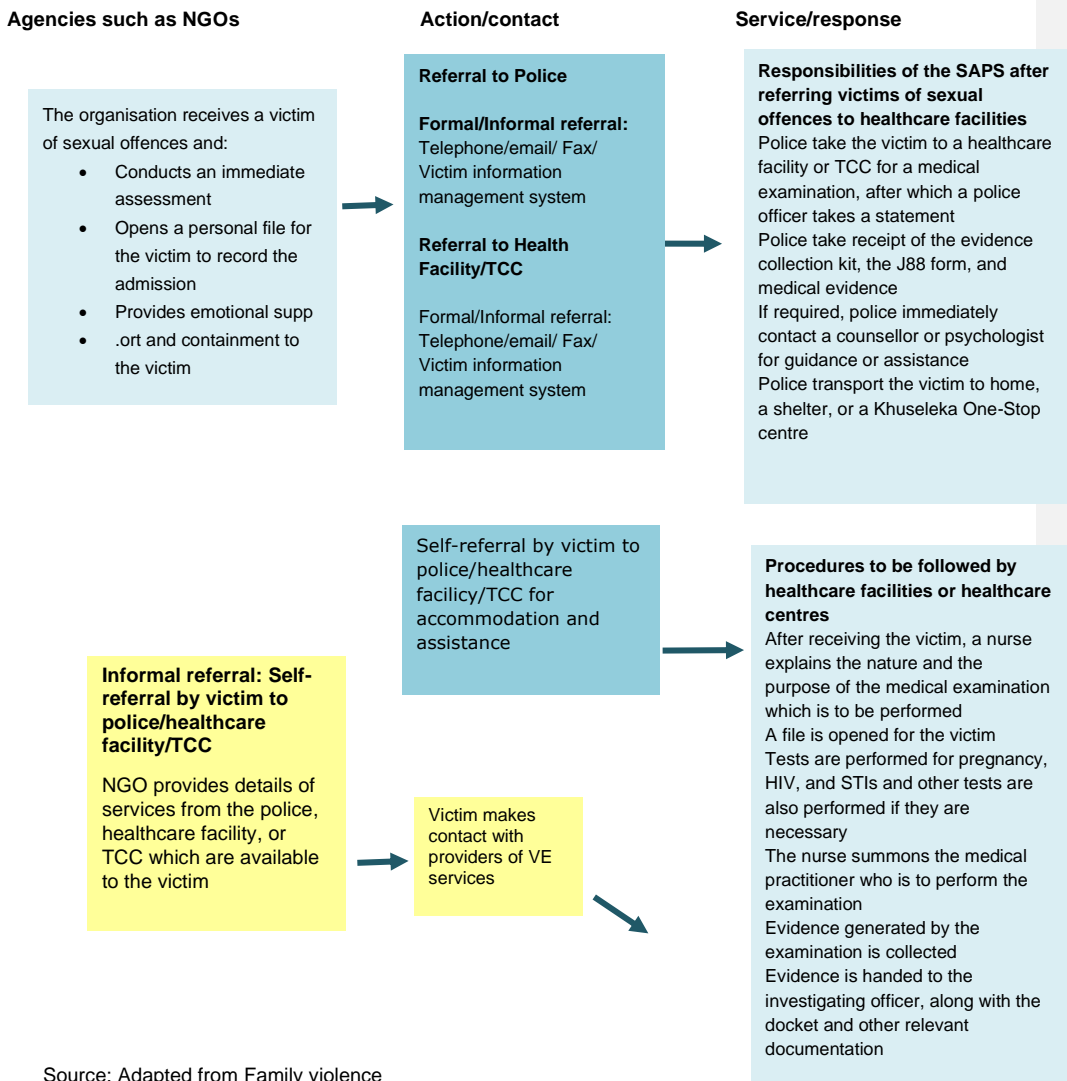 Agencies such as NGOs
Action/contact
Service/response
The organisation receives a victim
of sexual offences and:
• Conducts an immediate
assessment
• Opens a personal file for
the victim to record the
admission
• Provides emotional supp
• .ort and containment to
the victim
Referral to Police
Formal/Informal referral:
Telephone/email/ Fax/
Victim information
management system
Referral to Health
Facility/TCC
Formal/Informal referral:
Telephone/email/ Fax/
Victim information
management system
Responsibilities of the SAPS after
referring victims of sexual
offences to healthcare facilities
Police take the victim to a healthcare
facility or TCC for a medical
examination, after which a police
officer takes a statement
Police take receipt of the evidence
collection kit, the J88 form, and
medical evidence
If required, police immediately
contact a counsellor or psychologist
for guidance or assistance
Police transport the victim to home,
a shelter, or a Khuseleka One-Stop
centre
Self-referral by victim to
police/healthcare
facilicy/TCC for
accommodation and
assistance
Procedures to be followed by
healthcare facilities or healthcare
centres
After receiving the victim, a nurse
explains the nature and the
purpose of the medical examination
which is to be performed
A file is opened for the victim
Tests are performed for pregnancy,
HIV, and STIs and other tests are
also performed if they are
necessary
The nurse summons the medical
practitioner who is to perform the
examination
Evidence generated by the
examination is collected
Evidence is handed to the
investigating officer, along with the
docket and other relevant
documentation
Informal referral: Self-
referral by victim to
police/healthcare
facility/TCC
NGO provides details of
services from the police,
healthcare facility, or
TCC which are available
to the victim
Victim makes
contact with
providers of VE
services
Source: Adapted from Family violence